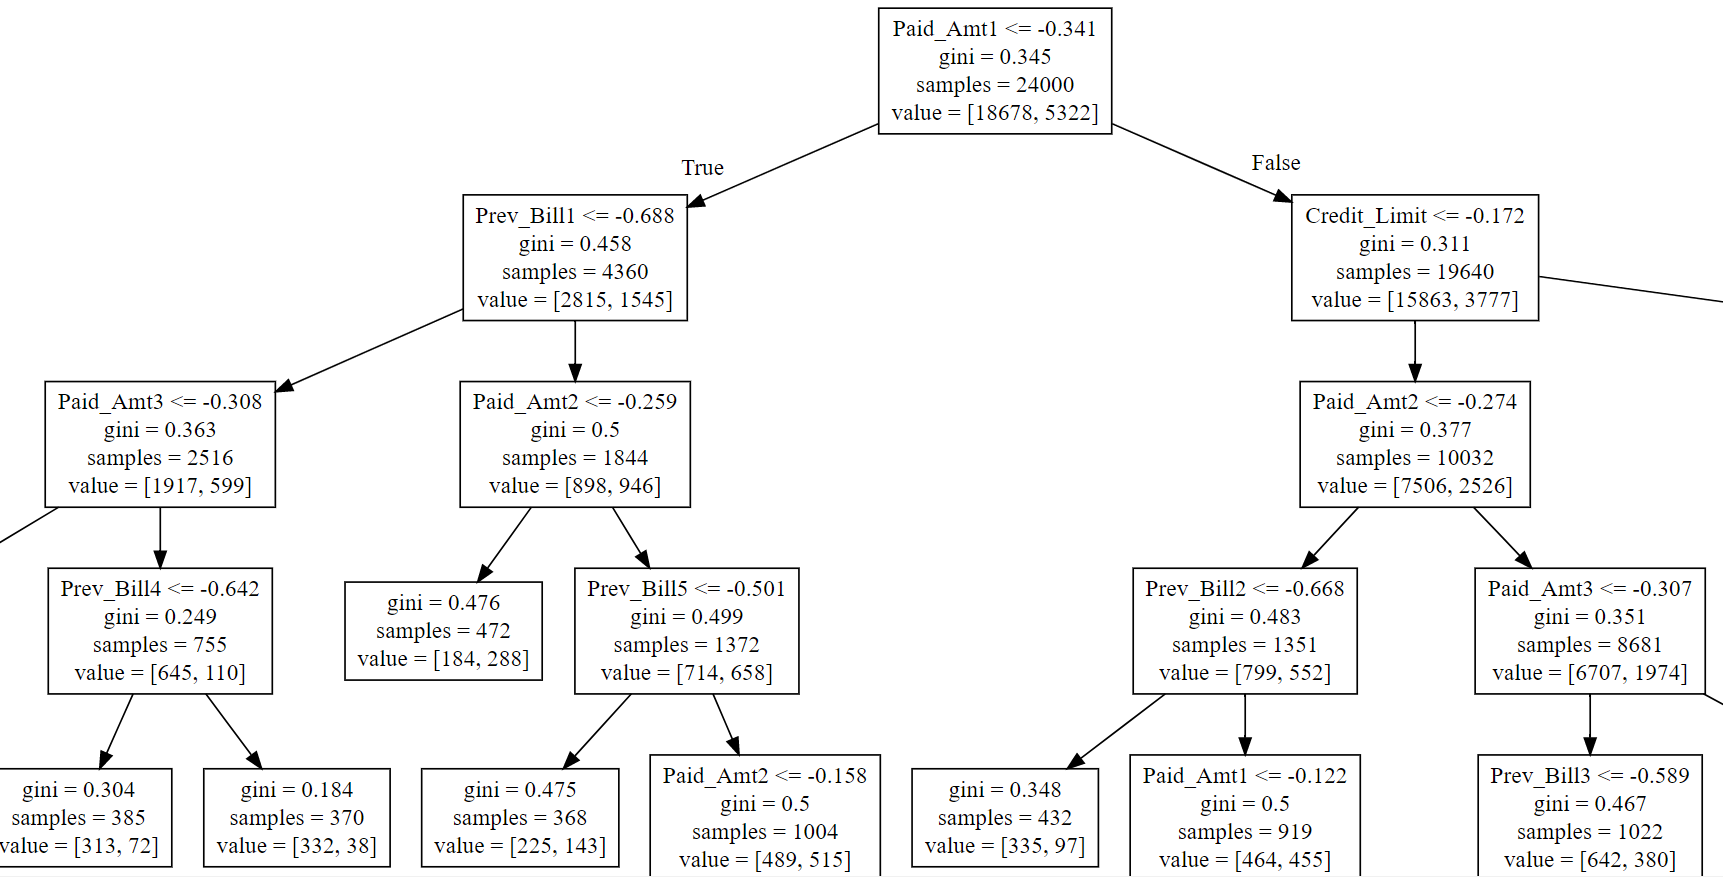 Paid_Amt1 <= -0.341
gini = 0.345
samples = 24000
value = [18678, 5322]
True
False
Prev_Bill1 <= -0.688
gini = 0.458
samples = 4360
value = [2815, 1545]
Credit_Limit <= -0.172
gini = 0.311
samples = 19640
value = [15863, 3777]
Paid_Amt3 <= -0.308
gini = 0.363
samples = 2516
value = [1917, 599]
Paid_Amt2 <= -0.259
gini = 0.5
samples = 1844
value = [898, 946]
Paid_Amt2 <= -0.274
gini = 0.377
samples = 10032
value = [7506, 2526]
Prev_Bill4 <= -0.642
gini = 0.249
samples = 755
value = [645, 110]
gini = 0.476
samples = 472
value = [184, 288]
Prev_Bill5 <= -0.501
gini = 0.499
samples = 1372
value = [714, 658]
Prev_Bill2 <= -0.668
gini = 0.483
samples = 1351
value = [799, 552]
Paid_Amt3 <= -0.307
gini = 0.351
samples = 8681
value = [6707, 1974]
gini = 0.304
samples = 385
value = [313, 72]
gini = 0.184
samples = 370
value = [332, 38]
gini = 0.475
samples = 368
value = [225, 143]
Paid_Amt2 <= -0.158
gini = 0.5
samples = 1004
value = [489, 515]
gini = 0.348
samples = 432
value = [335, 97]
Paid_Amt1 <= -0.122
gini = 0.5
samples = 919
value = [464, 455]
Prev_Bill3 <= -0.589
gini = 0.467
samples = 1022
value = [642, 380]